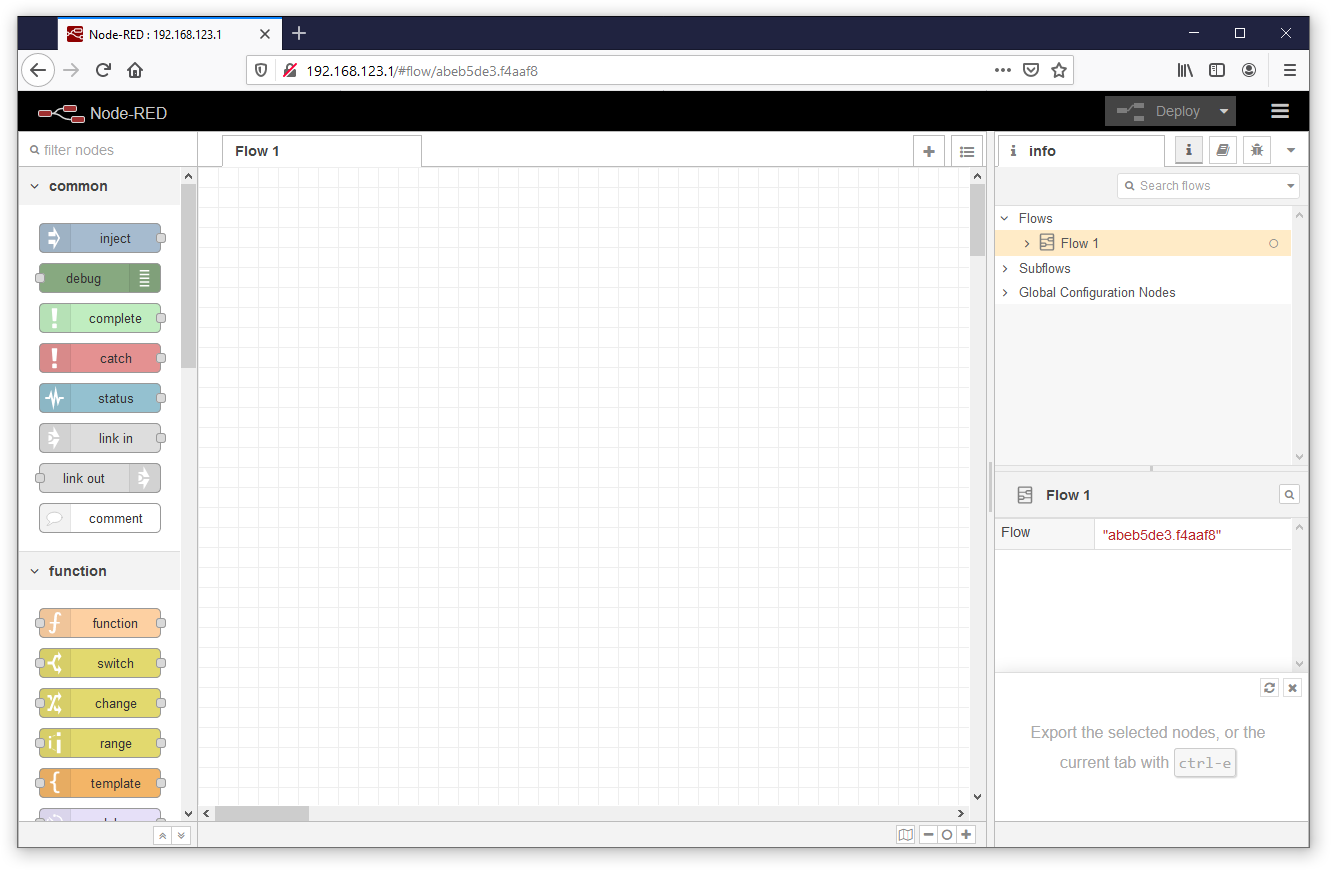 Node-RED : 192.168.123.1
192.168.123.1/#flow/abeb5de3.f4aaf8
Node-RED
Deploy
filter nodes
common
inject
debug
complete
catch
status
link in
link out
comment
function
function
switch
change
range
template
Flow 1
info
Search flows
Flows
Flow 1
Subflows
Global Configuration Nodes
Flow 1
Flow "abeb5de3.f4aaf8"
Export the selected nodes, or the
current tab with ctrl-e